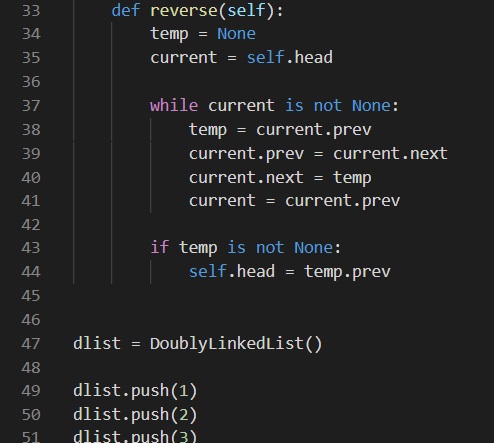 33 def reverse(self):
34 temp = None
35 current = self.head
36
37 while current is not None:
38 temp = current.prev
39 current.prev = current.next
40 current.next = temp
41 current = current.prev
42
43 if temp is not None:
44 self.head = temp.prev
45
46
47 dlist = DoublyLinkedList()
48
49 dlist.push(1)
50 dlist.push(2)
51 dlist.push(3)